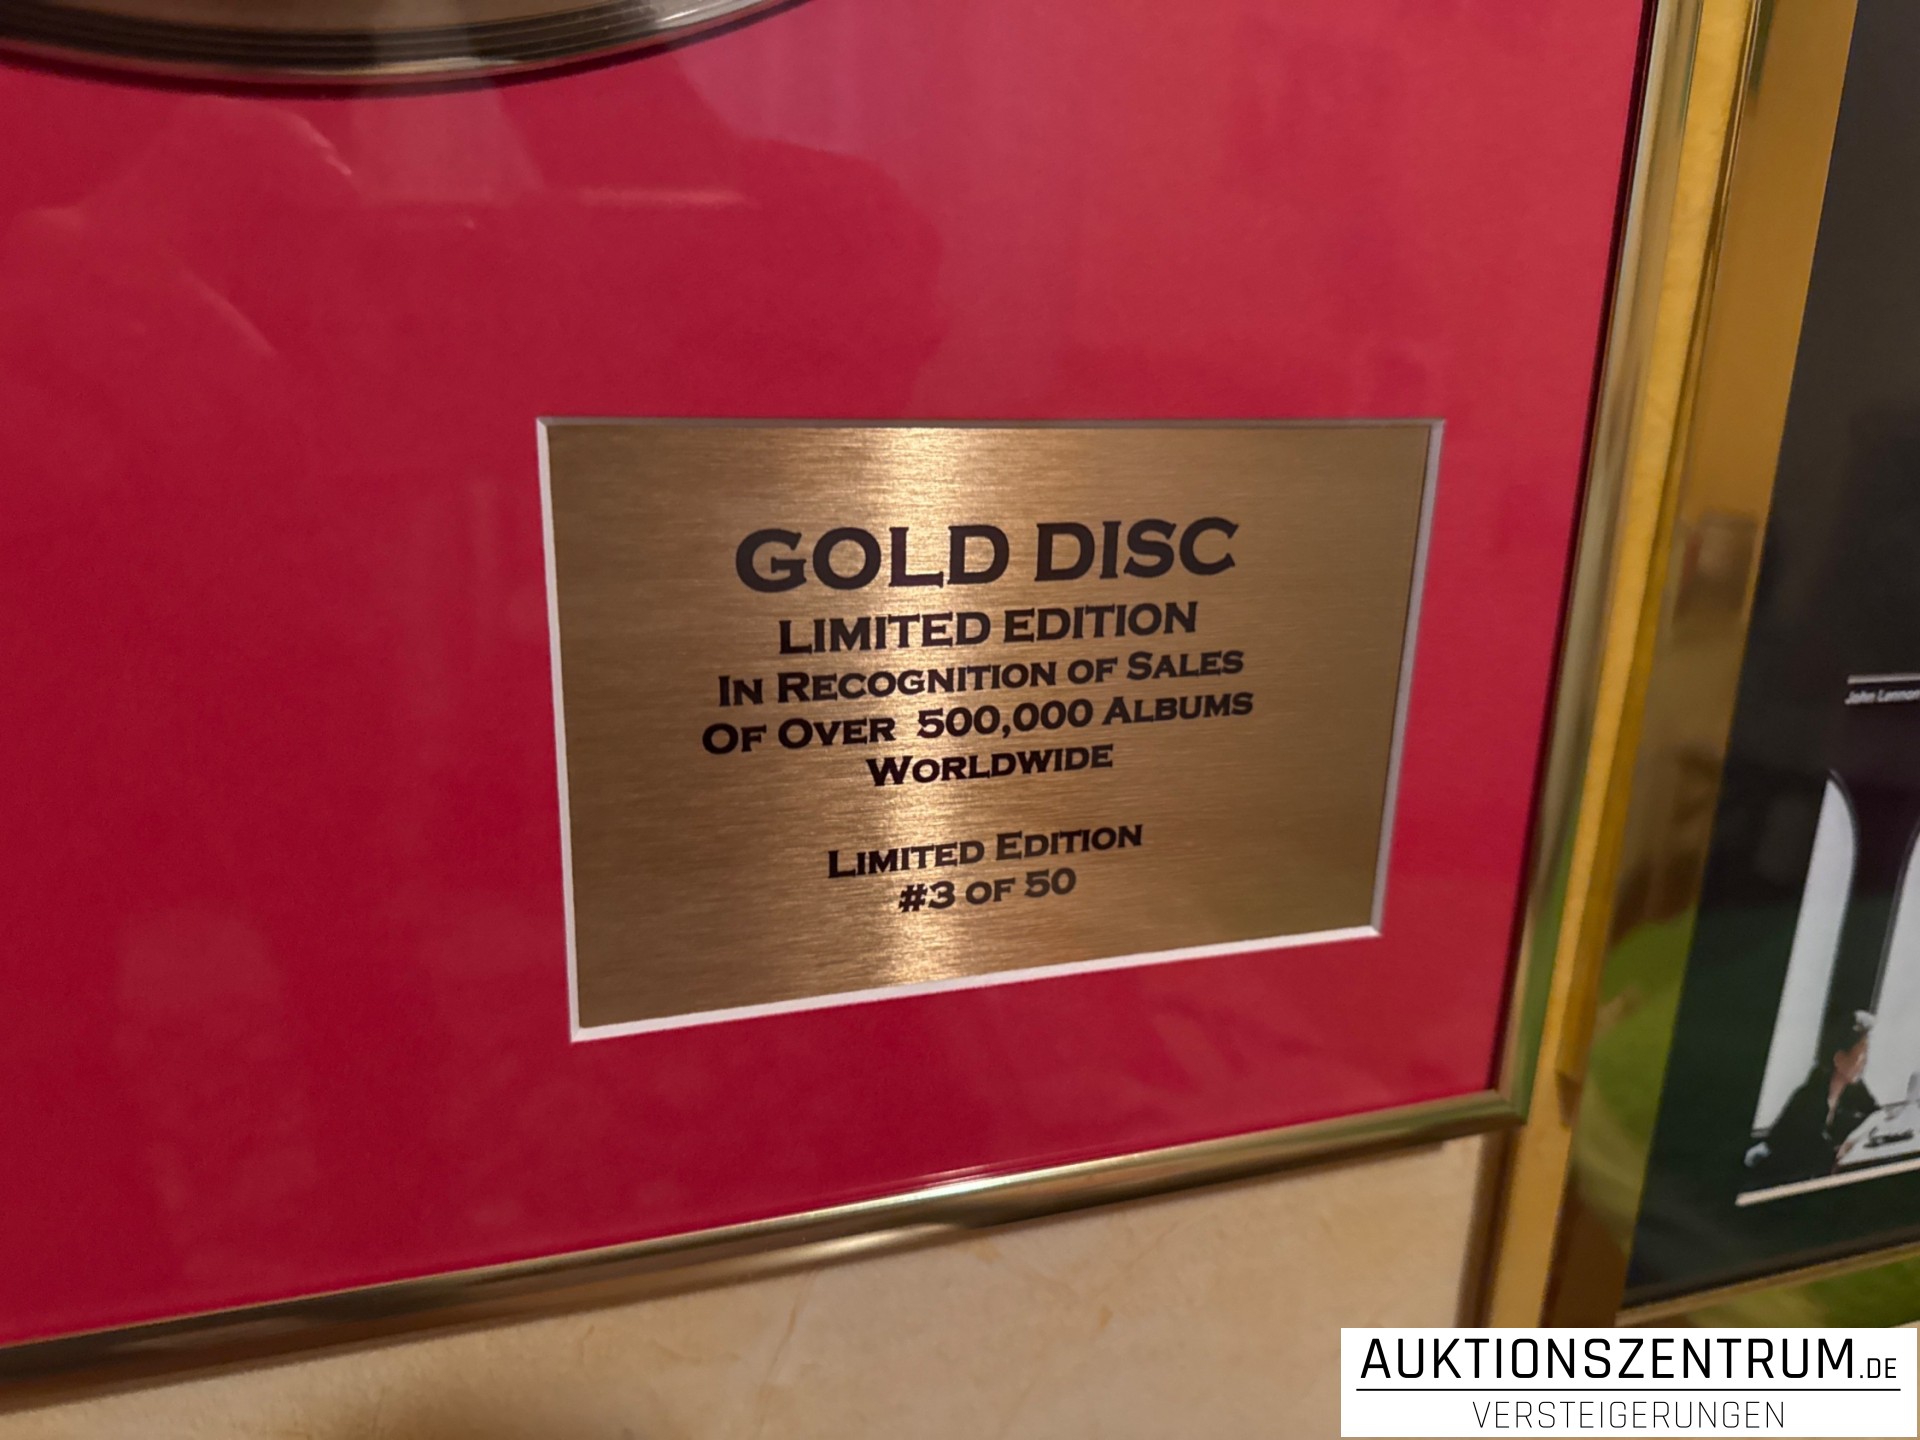 GOLD DISC
LIMITED EDITION
IN RECOGNITION OF SALES
OF OVER 500,000 ALBUMS
WORLDWIDE
LIMITED EDITION
#3 OF 50
John Lennon
AUKTIONSZENTRUM.DE
VERSTEIGERUNGEN